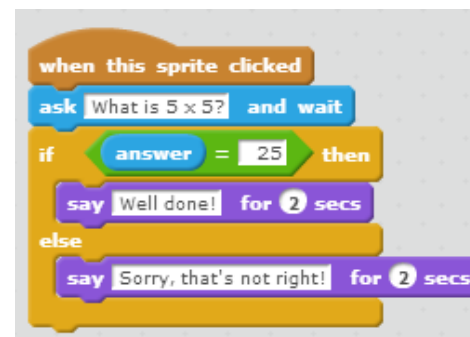 when this sprite clicked
ask What is 5 x 5? and wait
if answer = 25 then
say Well done! for 2 secs
else
say Sorry, that's not right! for 2 secs